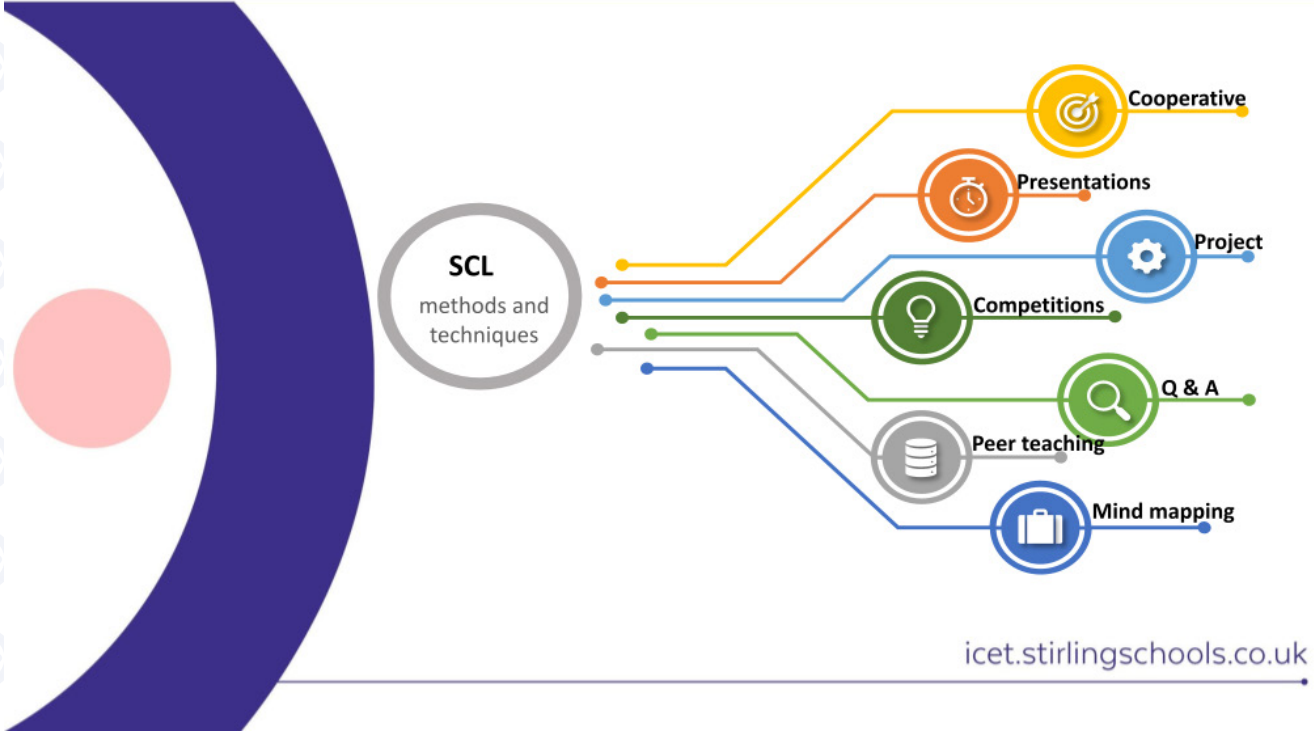 SCL
methods and
techniques
Cooperative
Presentations
Project
Competitions
Q & A
Peer teaching
Mind mapping
icet.stirlingschools.co.uk